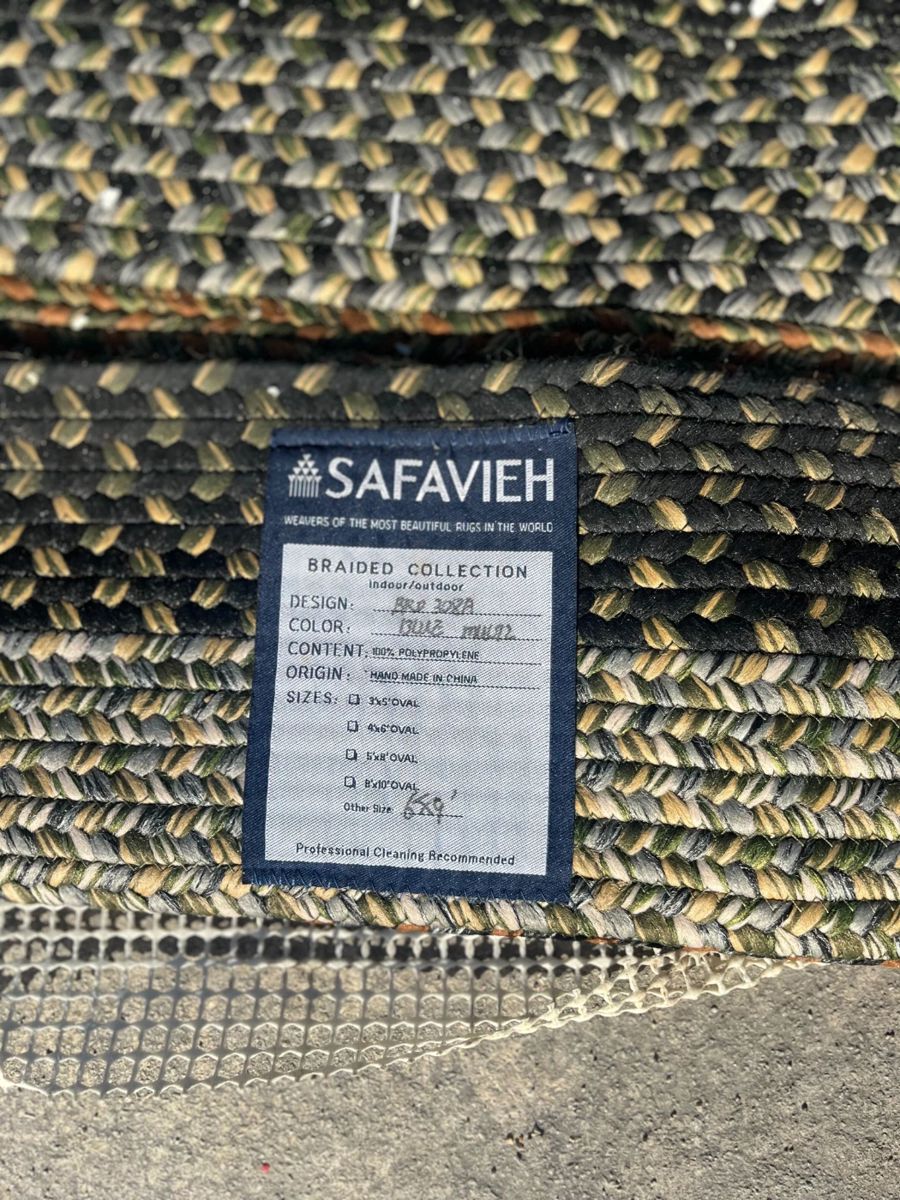 SAFAVIEH
WEAVERS OF THE MOST BEAUTIFUL RUGS IN THE WORLD
BRAIDED COLLECTION
indoor/outdoor
DESIGN: BRD 308A
COLOR: BLUE MULTI
CONTENT: 100% POLYPROPYLENE
ORIGIN: HAND MADE IN CHINA
SIZES: 3'x5' OVAL
4'x6' OVAL
5'x8' OVAL
8'x10' OVAL
Other Size: 6x9'
Professional Cleaning Recommended